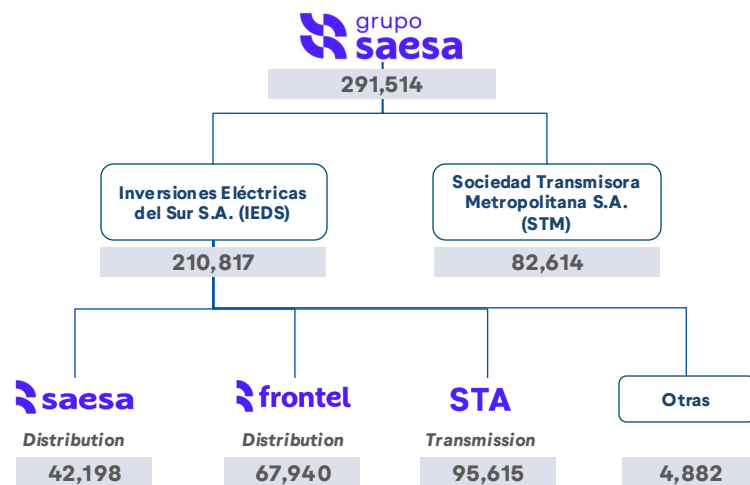 grupo
saesa
291,514
Inversiones Eléctricas
del Sur S.A. (IEDS)
Sociedad Transmisora
Metropolitana S.A.
(STM)
210,817
82,614
saesa
frontel
STA
Otras
Distribution
Distribution
Transmission
42,198
67,940
95,615
4,882